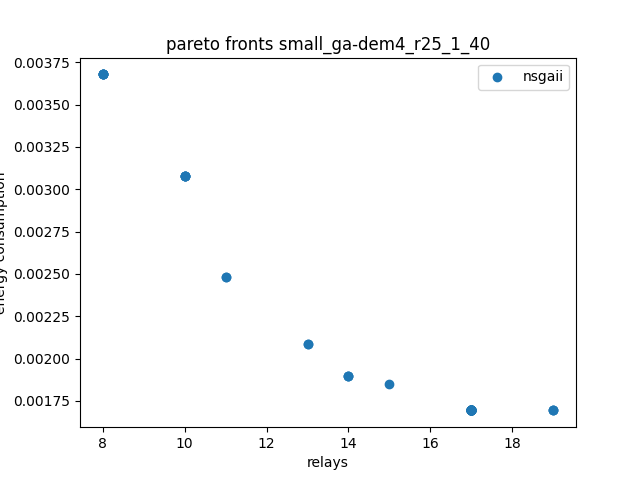 pareto fronts small_ga-dem4_r25_1_40
nsgaii
0.00375
0.00350
0.00325
0.00300
0.00275
0.00250
0.00225
0.00200
0.00175
energy consumption
8 10 12 14 16 18
relays